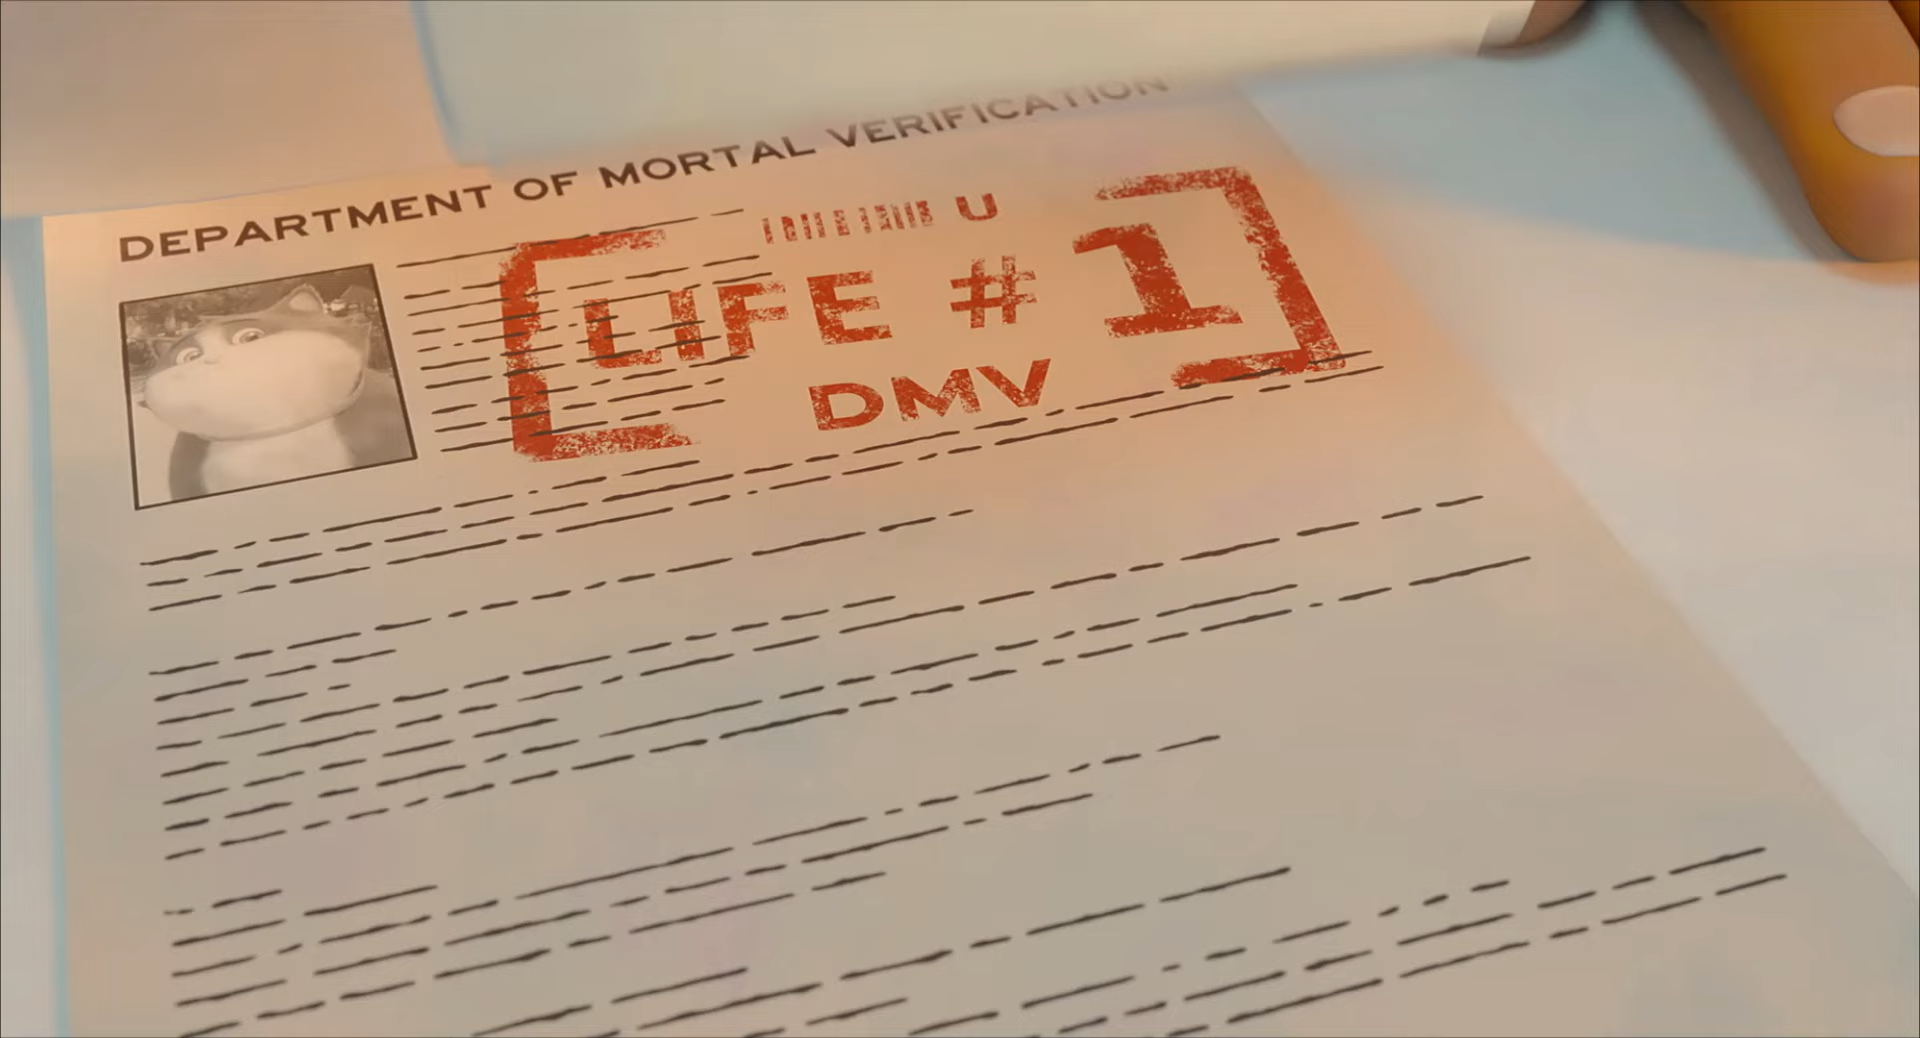 DEPARTMENT OF MORTAL VERIFICATION
U
LIFE # 1
DMV